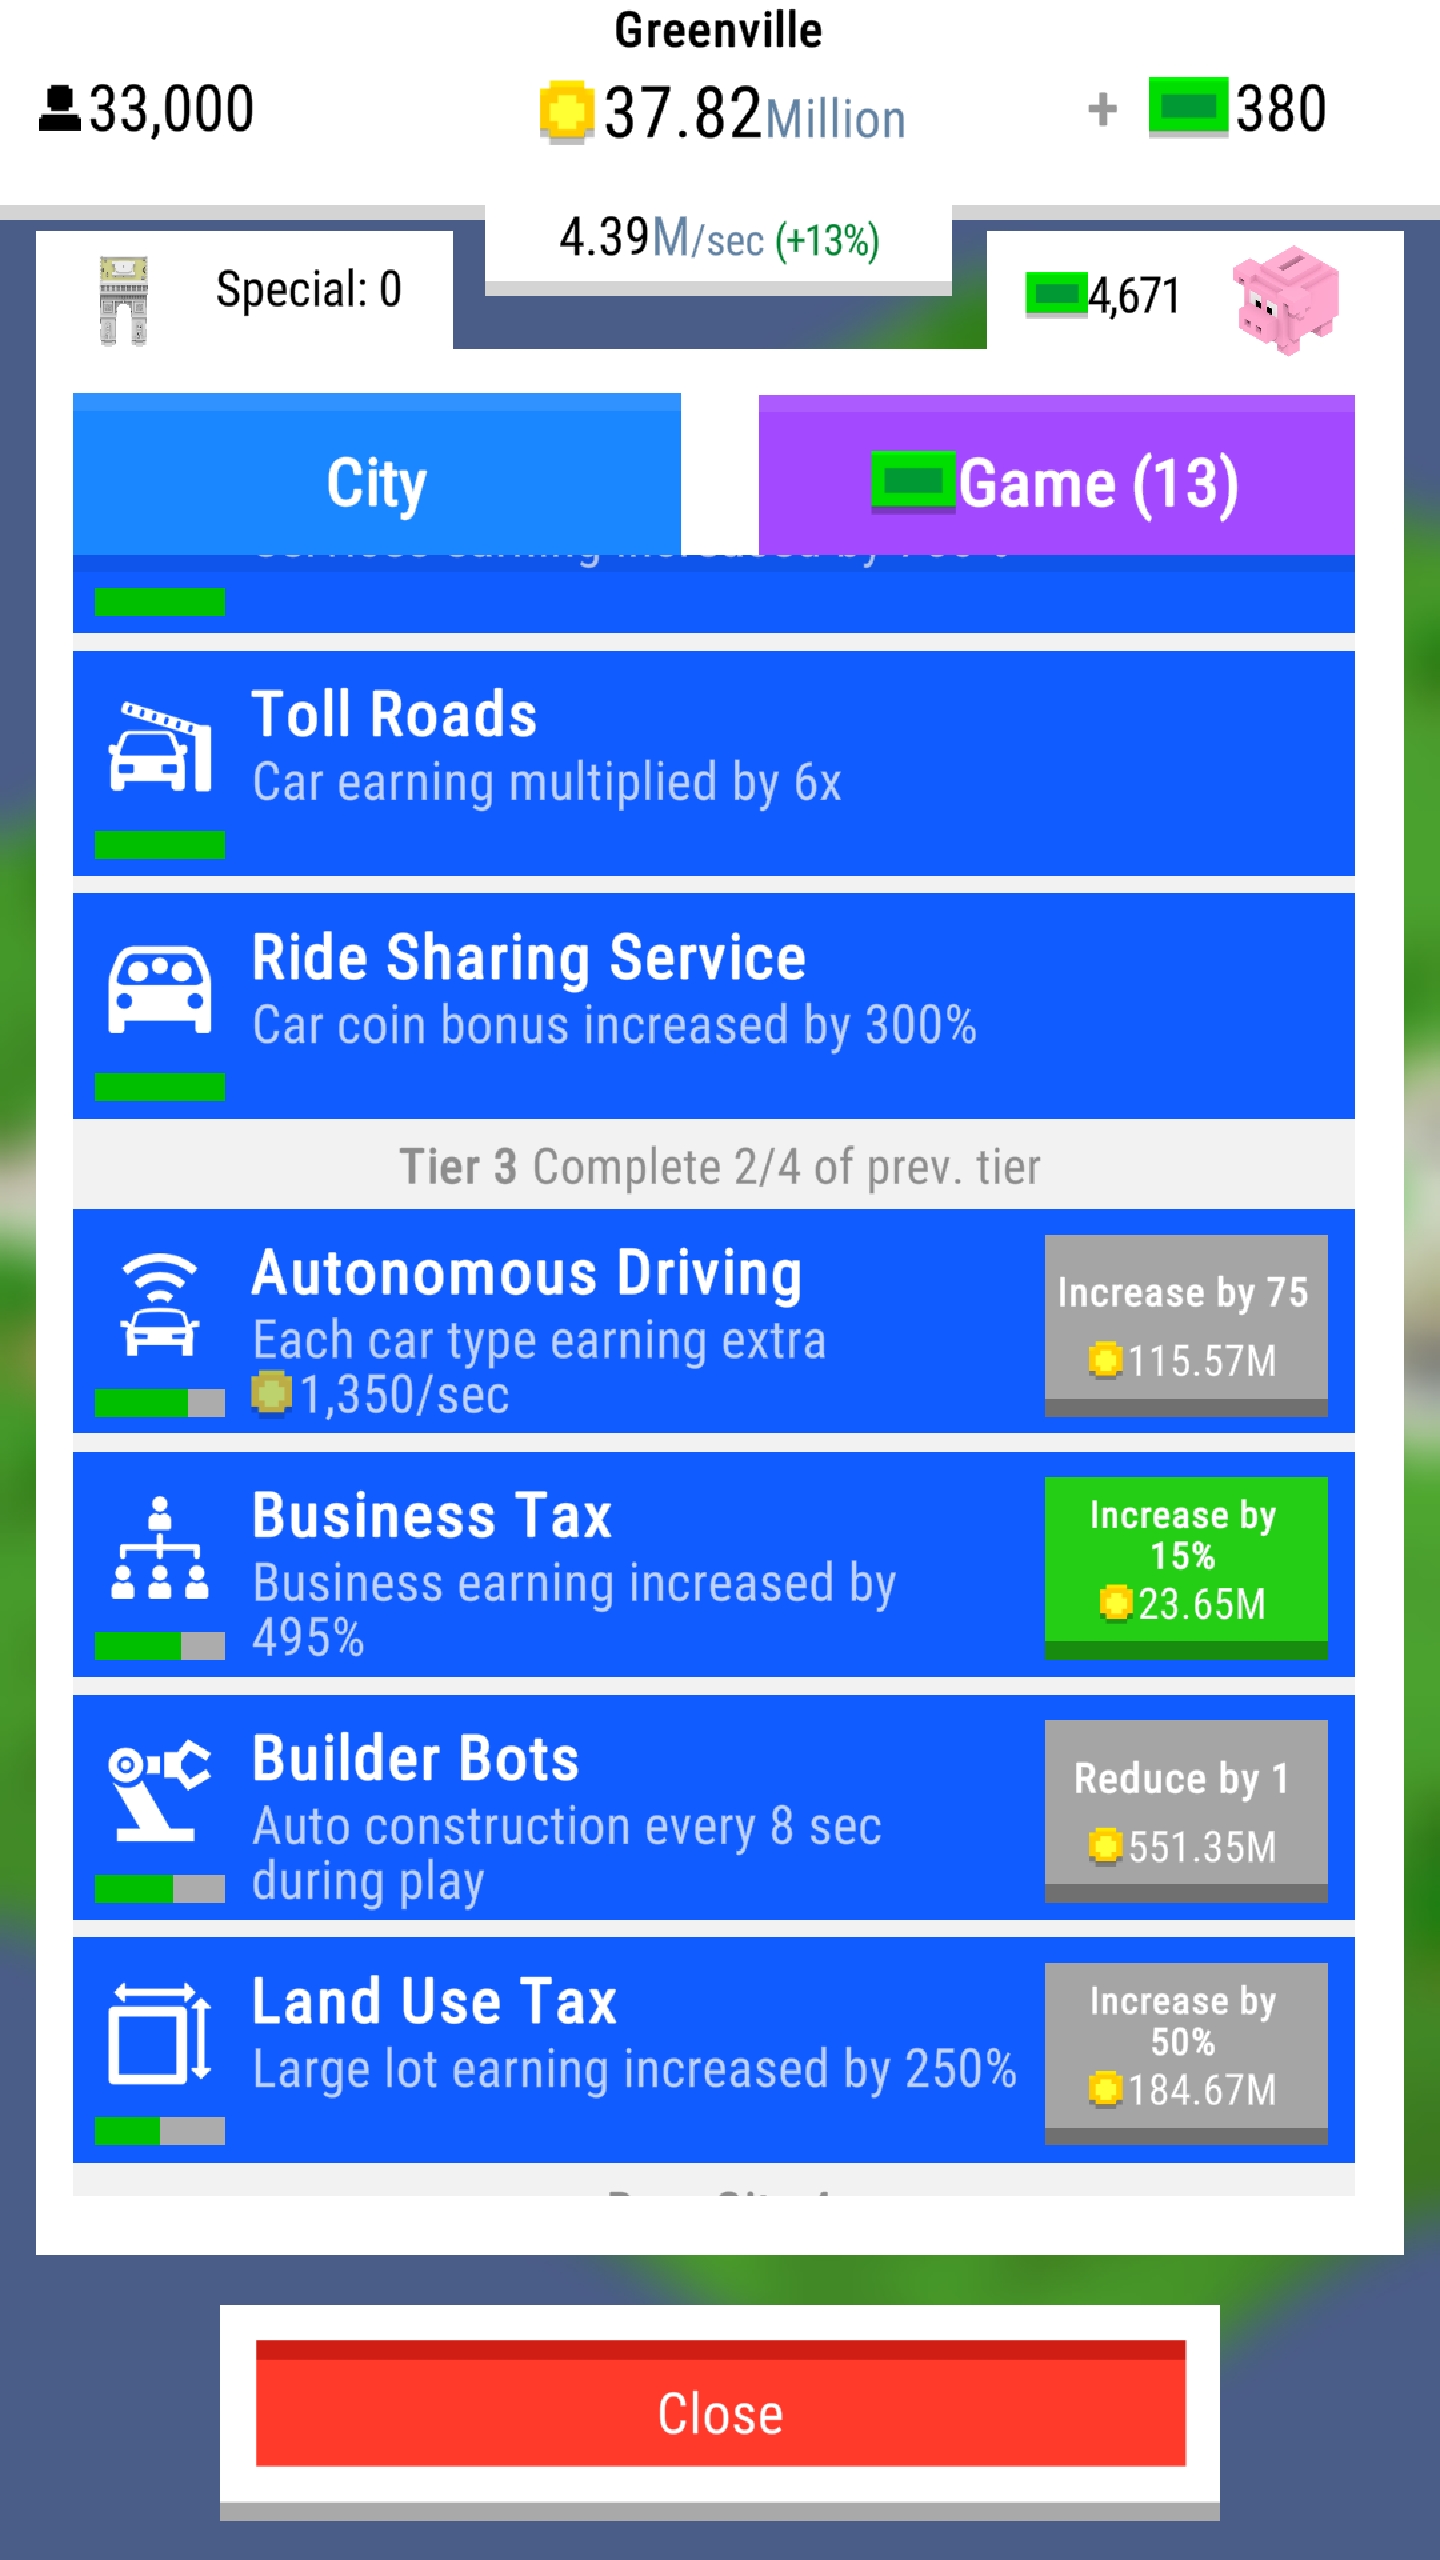 Greenville
33,000
37.82Million
+ 380
4.39M/sec (+13%)
Special: 0
4,671
City
Game (13)
Toll Roads
Car earning multiplied by 6x
Ride Sharing Service
Car coin bonus increased by 300%
Tier 3 Complete 2/4 of prev. tier
Autonomous Driving
Each car type earning extra
1,350/sec
Increase by 75
115.57M
Business Tax
Business earning increased by
495%
Increase by
15%
23.65M
Builder Bots
Auto construction every 8 sec
during play
Reduce by 1
551.35M
Land Use Tax
Large lot earning increased by 250%
Increase by
50%
184.67M
Close